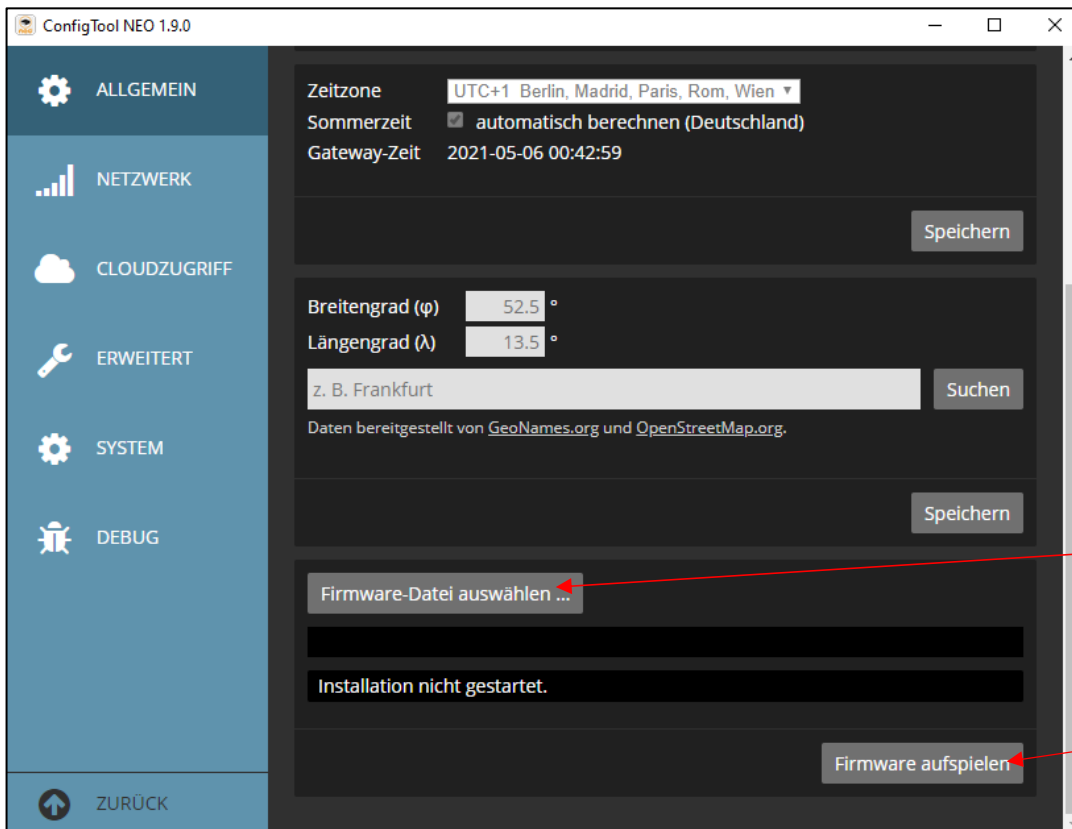 ConfigTool NEO 1.9.0
ALLGEMEIN
NETZWERK
CLOUDZUGRIFF
ERWEITERT
SYSTEM
DEBUG
ZURÜCK
Zeitzone UTC+1 Berlin, Madrid, Paris, Rom, Wien
Sommerzeit automatisch berechnen (Deutschland)
Gateway-Zeit 2021-05-06 00:42:59
Speichern
Breitengrad (φ) 52.5 °
Längengrad (λ) 13.5 °
z. B. Frankfurt Suchen
Daten bereitgestellt von GeoNames.org und OpenStreetMap.org.
Speichern
Firmware-Datei auswählen ...
Installation nicht gestartet.
Firmware aufspielen